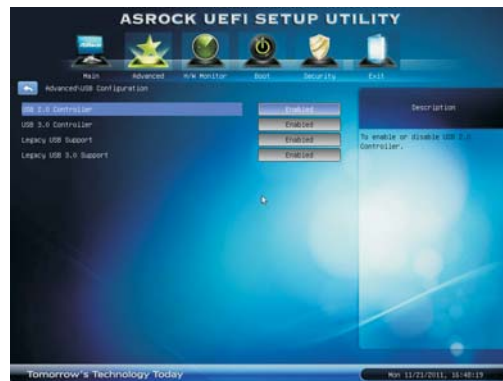 ASROCK UEFI SETUP UTILITY
Main Advanced H/W Monitor Boot Security Exit
Advanced\USB Configuration
USB 2.0 Controller Enabled
USB 3.0 Controller Enabled
Legacy USB Support Enabled
Legacy USB 3.0 Support Enabled
Description
To enable or disable USB 2.0
Controller.
Tomorrow's Technology Today
Mon 11/21/2011, 16:48:19